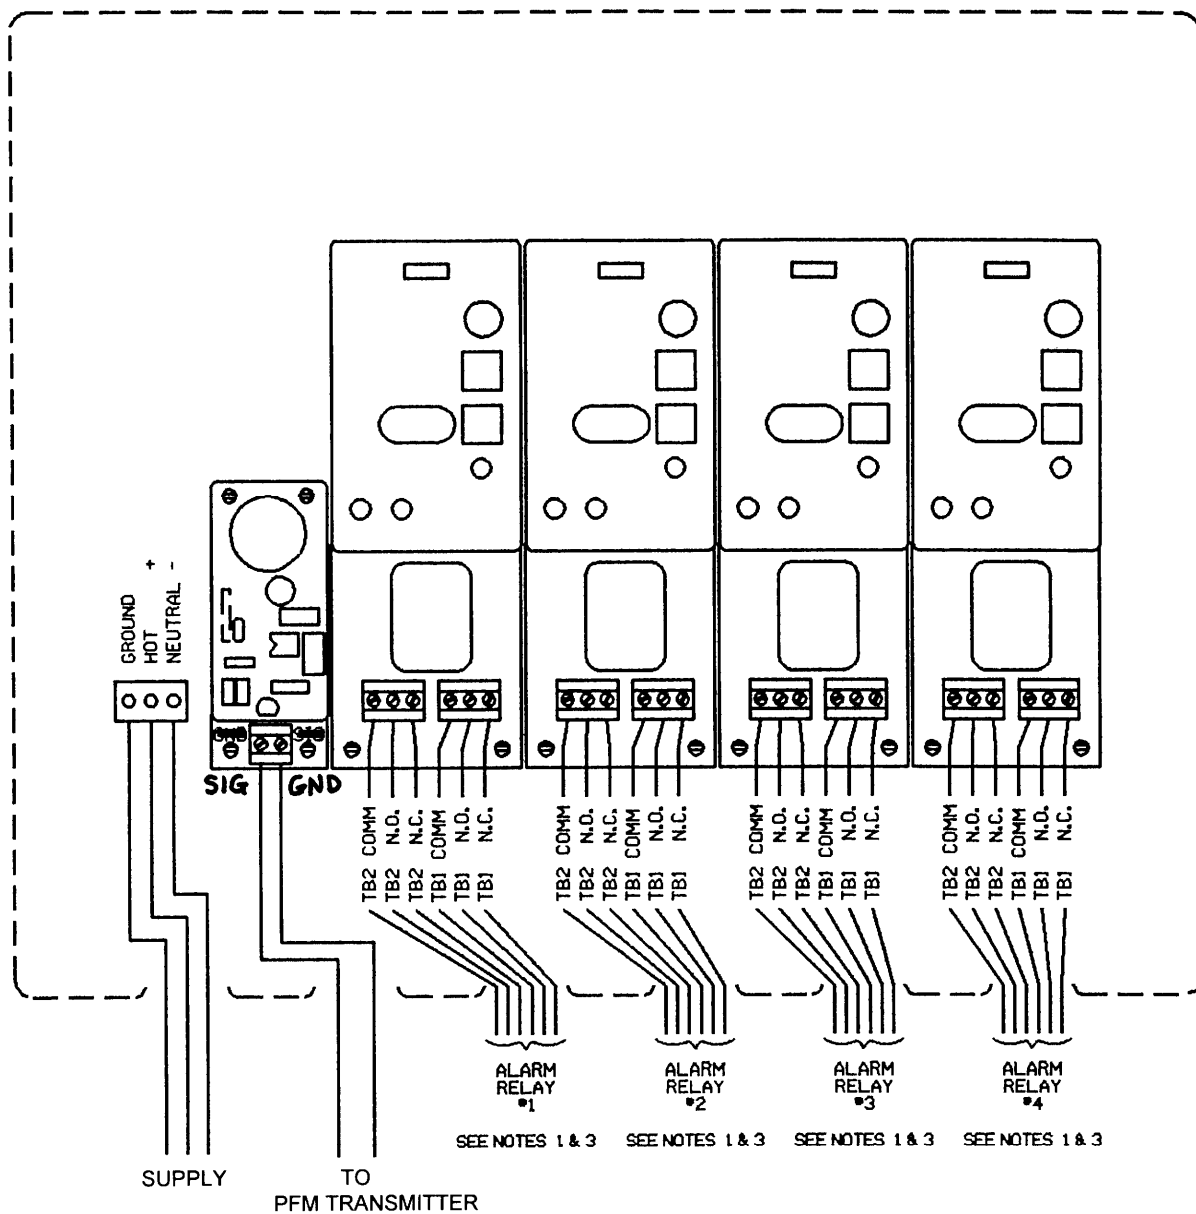 GROUND
HOT +
NEUTRAL -
GND SIG
SIG GND
TB2 COMM
TB2 N.O.
TB2 N.C.
TB1 COMM
TB1 N.O.
TB1 N.C.
TB2 COMM
TB2 N.O.
TB2 N.C.
TB1 COMM
TB1 N.O.
TB1 N.C.
TB2 COMM
TB2 N.O.
TB2 N.C.
TB1 COMM
TB1 N.O.
TB1 N.C.
TB2 COMM
TB2 N.O.
TB2 N.C.
TB1 COMM
TB1 N.O.
TB1 N.C.
ALARM
RELAY
#1
SEE NOTES 1 & 3
ALARM
RELAY
#2
SEE NOTES 1 & 3
ALARM
RELAY
#3
SEE NOTES 1 & 3
ALARM
RELAY
#4
SEE NOTES 1 & 3
SUPPLY
TO
PFM TRANSMITTER